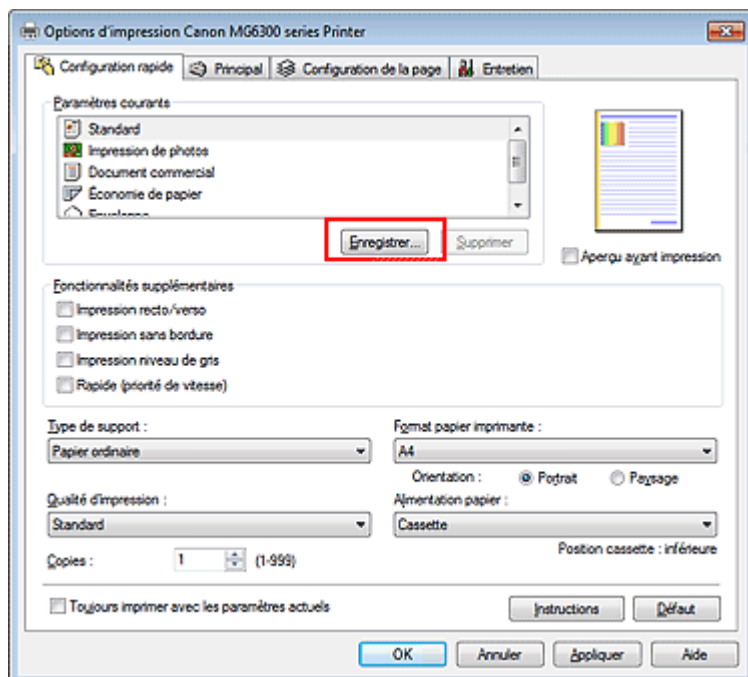 Options d'impression Canon MG6300 series Printer
Configuration rapide Principal Configuration de la page Entretien
Paramètres courants
Standard
Impression de photos
Document commercial
Économie de papier
Enregistrer... Supprimer
Aperçu avant impression
Fonctionnalités supplémentaires
Impression recto/verso
Impression sans bordure
Impression niveau de gris
Rapide (priorité de vitesse)
Type de support : Format papier imprimante :
Papier ordinaire A4
Orientation : Portrait Paysage
Qualité d'impression : Alimentation papier :
Standard Cassette
Position cassette : inférieure
Copies : 1 (1-999)
Toujours imprimer avec les paramètres actuels Instructions Défaut
OK Annuler Appliquer Aide